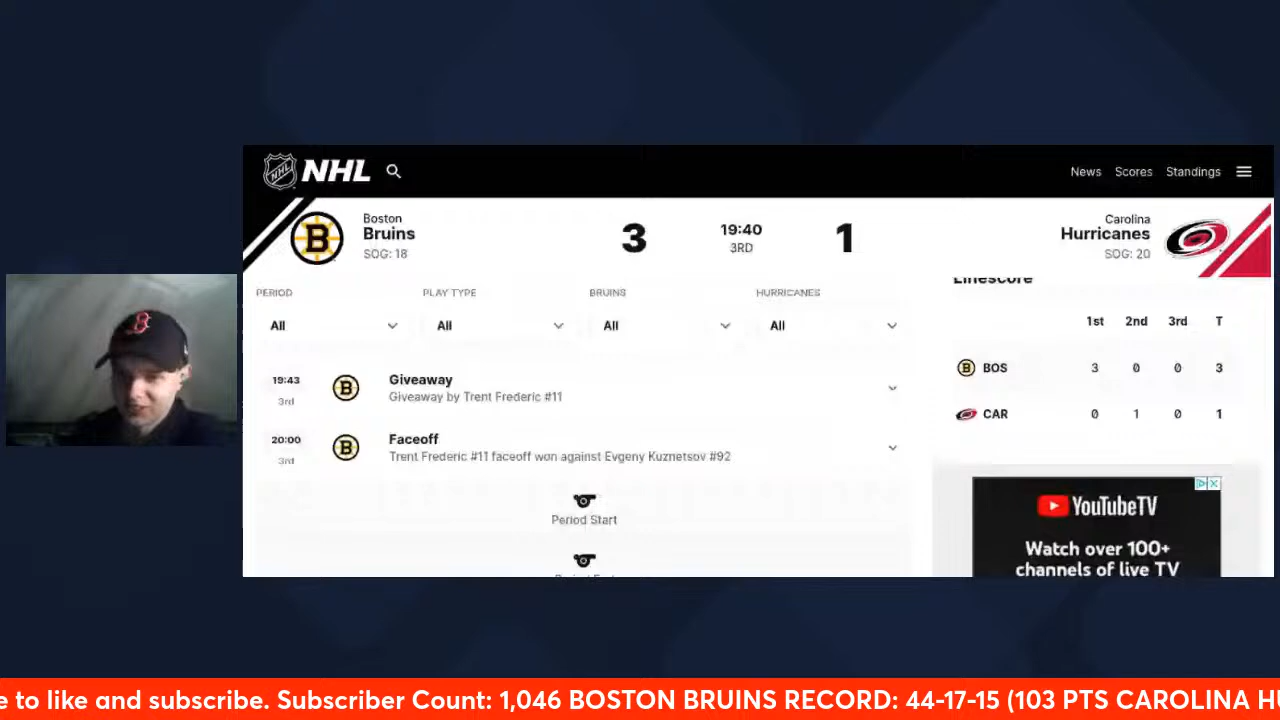 NHL
News Scores Standings
Boston
Bruins
SOG: 18
3
19:40
3RD
1
Carolina
Hurricanes
SOG: 20
PERIOD PLAY TYPE BRUINS HURRICANES
All All All All
19:43
3rd
Giveaway
Giveaway by Trent Frederic #11
20:00
3rd
Faceoff
Trent Frederic #11 faceoff won against Evgeny Kuznetsov #92
Period Start
Linescore
1st 2nd 3rd T
BOS 3 0 0 3
CAR 0 1 0 1
YouTubeTV
Watch over 100+
channels of live TV
e to like and subscribe. Subscriber Count: 1,046 BOSTON BRUINS RECORD: 44-17-15 (103 PTS CAROLINA H